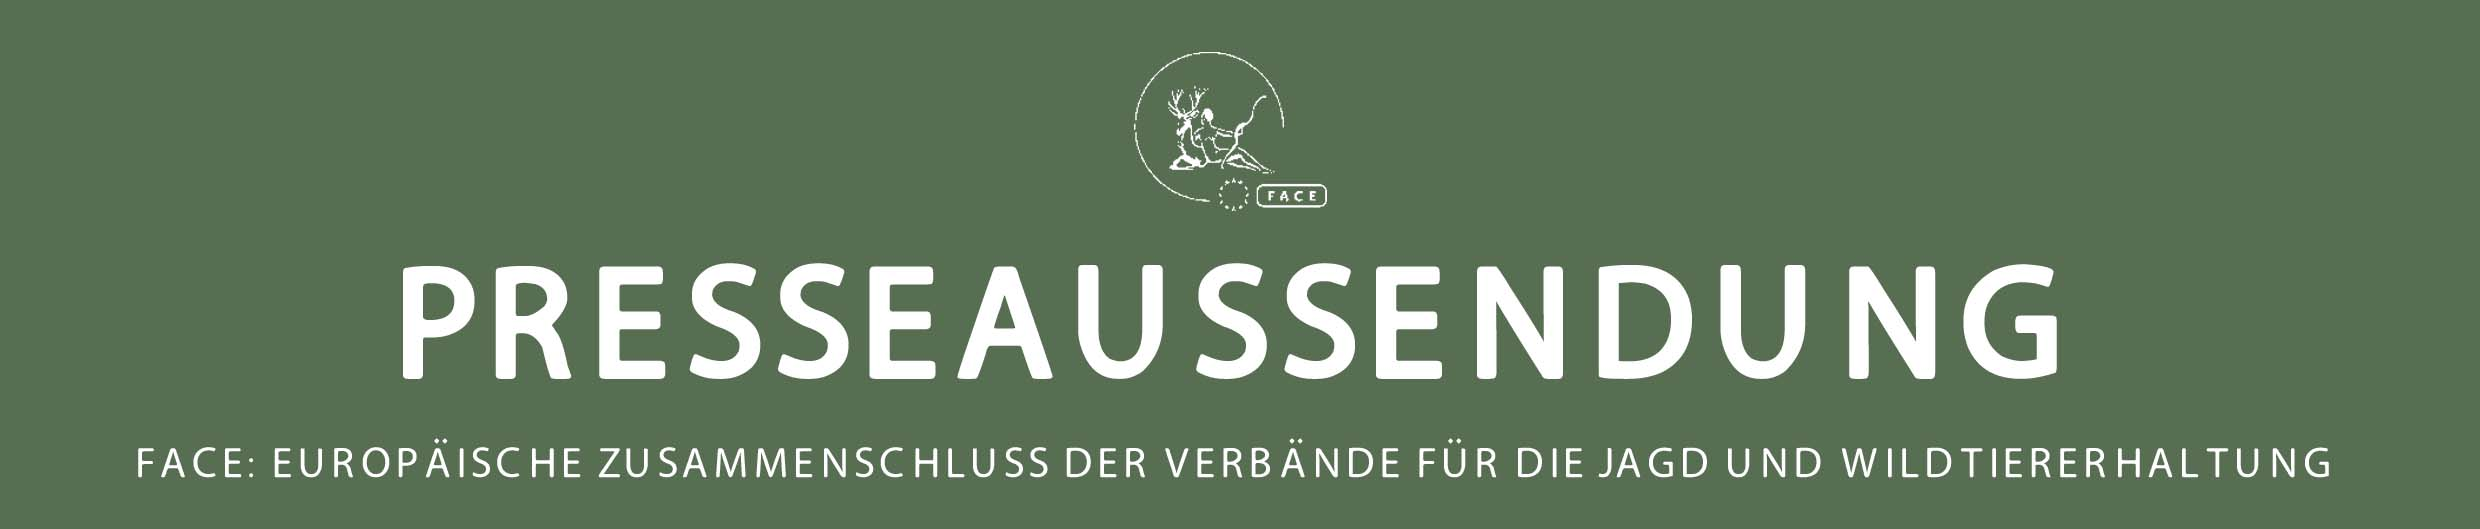 FACE
PRESSEAUSSENDUNG
FACE: EUROPÄISCHE ZUSAMMENSCHLUSS DER VERBÄNDE FÜR DIE JAGD UND WILDTIERERHALTUNG